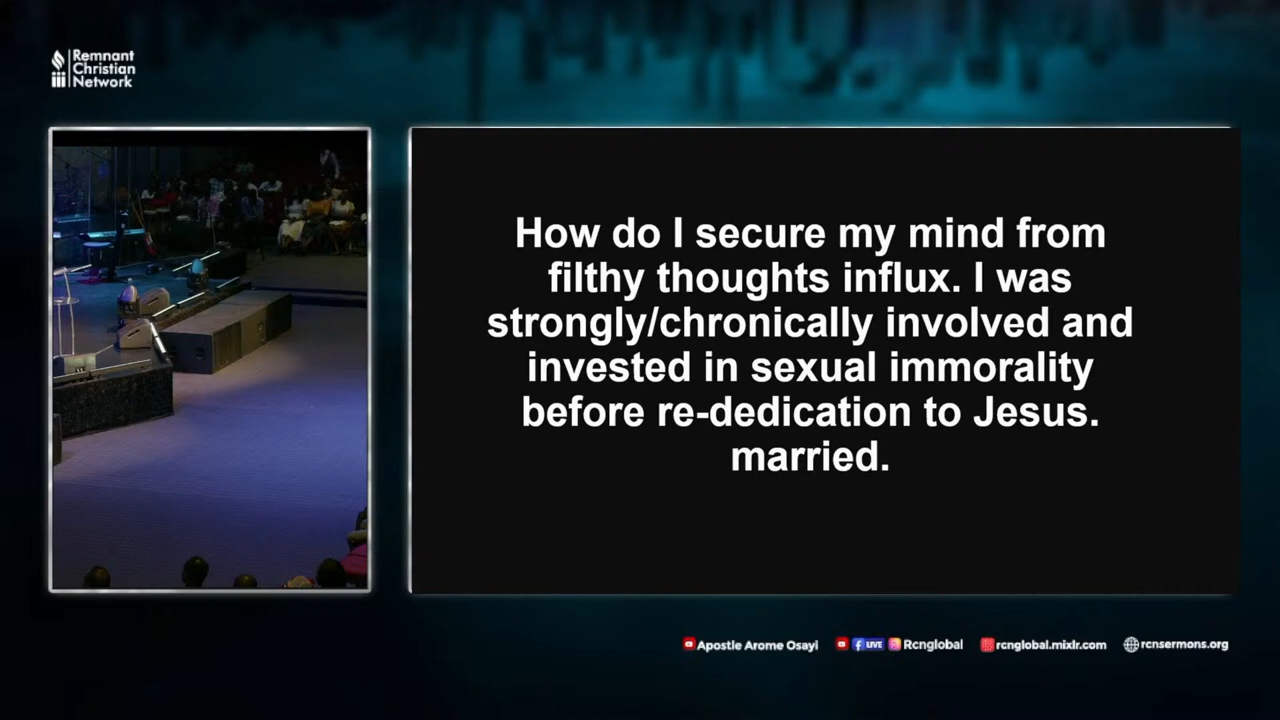 Remnant
Christian
Network
How do I secure my mind from
filthy thoughts influx. I was
strongly/chronically involved and
invested in sexual immorality
before re-dedication to Jesus.
married.
Apostle Arome Osayi
LIVE Rcnglobal
rcnglobal.mixlr.com
rcnsermons.org